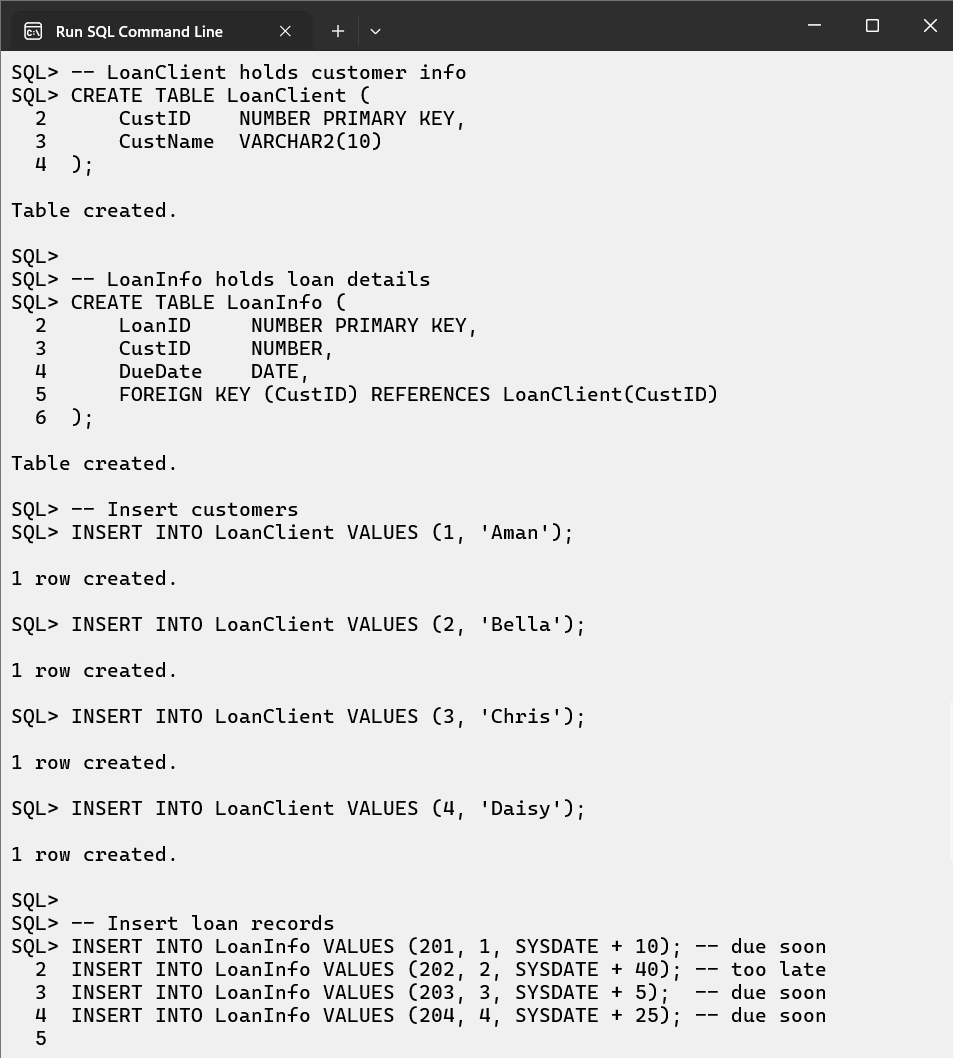 Run SQL Command Line
SQL> -- LoanClient holds customer info
SQL> CREATE TABLE LoanClient (
  2      CustID    NUMBER PRIMARY KEY,
  3      CustName  VARCHAR2(10)
  4  );
Table created.
SQL>
SQL> -- LoanInfo holds loan details
SQL> CREATE TABLE LoanInfo (
  2      LoanID     NUMBER PRIMARY KEY,
  3      CustID     NUMBER,
  4      DueDate    DATE,
  5      FOREIGN KEY (CustID) REFERENCES LoanClient(CustID)
  6  );
Table created.
SQL> -- Insert customers
SQL> INSERT INTO LoanClient VALUES (1, 'Aman');
1 row created.
SQL> INSERT INTO LoanClient VALUES (2, 'Bella');
1 row created.
SQL> INSERT INTO LoanClient VALUES (3, 'Chris');
1 row created.
SQL> INSERT INTO LoanClient VALUES (4, 'Daisy');
1 row created.
SQL>
SQL> -- Insert loan records
SQL> INSERT INTO LoanInfo VALUES (201, 1, SYSDATE + 10); -- due soon
  2  INSERT INTO LoanInfo VALUES (202, 2, SYSDATE + 40); -- too late
  3  INSERT INTO LoanInfo VALUES (203, 3, SYSDATE + 5);  -- due soon
  4  INSERT INTO LoanInfo VALUES (204, 4, SYSDATE + 25); -- due soon
  5